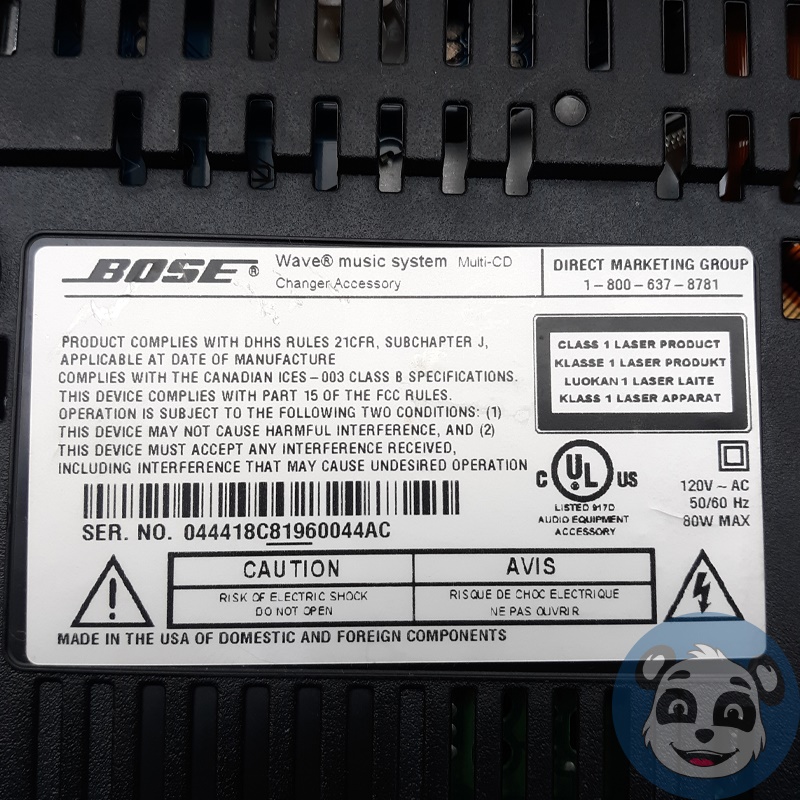 BOSE® Wave® music system Multi-CD
Changer Accessory
DIRECT MARKETING GROUP
1-800-637-8781
PRODUCT COMPLIES WITH DHHS RULES 21CFR, SUBCHAPTER J,
APPLICABLE AT DATE OF MANUFACTURE
COMPLIES WITH THE CANADIAN ICES-003 CLASS B SPECIFICATIONS.
THIS DEVICE COMPLIES WITH PART 15 OF THE FCC RULES.
OPERATION IS SUBJECT TO THE FOLLOWING TWO CONDITIONS: (1)
THIS DEVICE MAY NOT CAUSE HARMFUL INTERFERENCE, AND (2)
THIS DEVICE MUST ACCEPT ANY INTERFERENCE RECEIVED,
INCLUDING INTERFERENCE THAT MAY CAUSE UNDESIRED OPERATION
CLASS 1 LASER PRODUCT
KLASSE 1 LASER PRODUKT
LUOKAN 1 LASER LAITE
KLASS 1 LASER APPARAT
C UL US
LISTED 917D
AUDIO EQUIPMENT
ACCESSORY
120V ~ AC
50/60 Hz
80W MAX
SER. NO. 044418C81960044AC
CAUTION
RISK OF ELECTRIC SHOCK
DO NOT OPEN
AVIS
RISQUE DE CHOC ELECTRIQUE
NE PAS OUVRIR
MADE IN THE USA OF DOMESTIC AND FOREIGN COMPONENTS